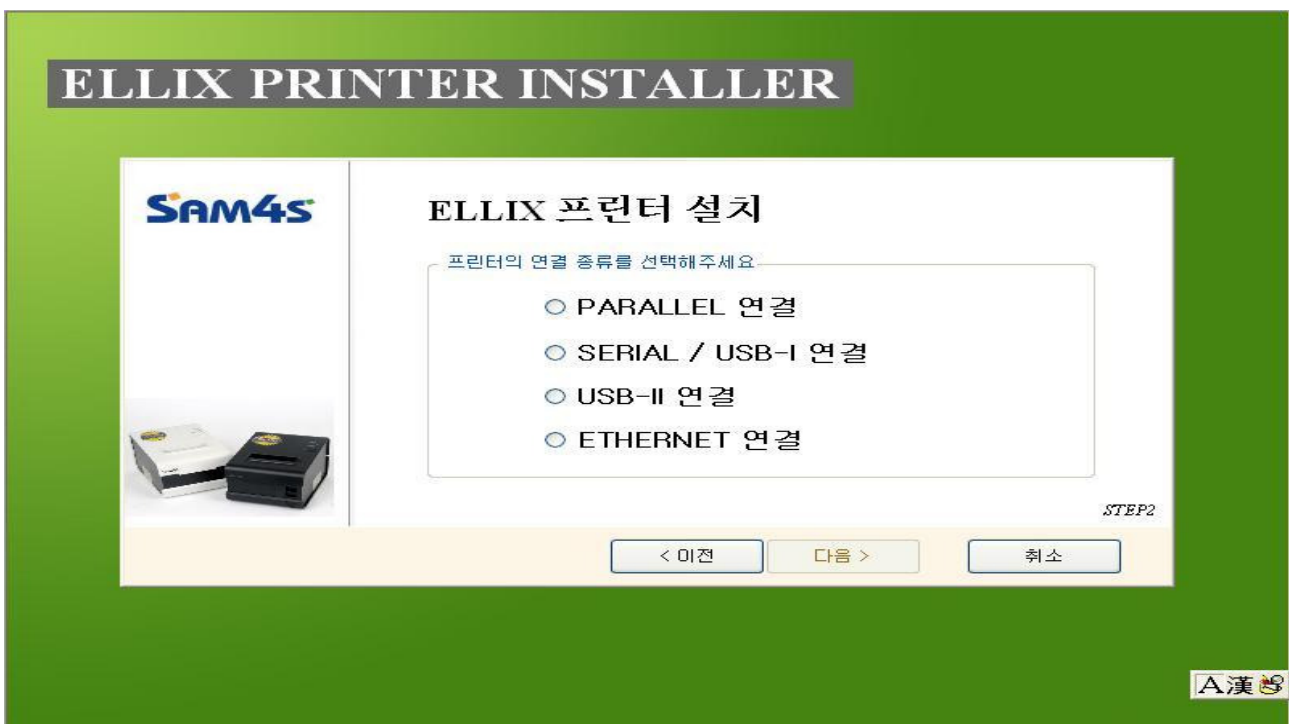 ELLIX PRINTER INSTALLER
SAM4S
ELLIX 프린터 설치
프린터의 연결 종류를 선택해주세요
PARALLEL 연결
SERIAL / USB-I 연결
USB-II 연결
ETHERNET 연결
STEP2
< 이전
다음 >
취소
A漢